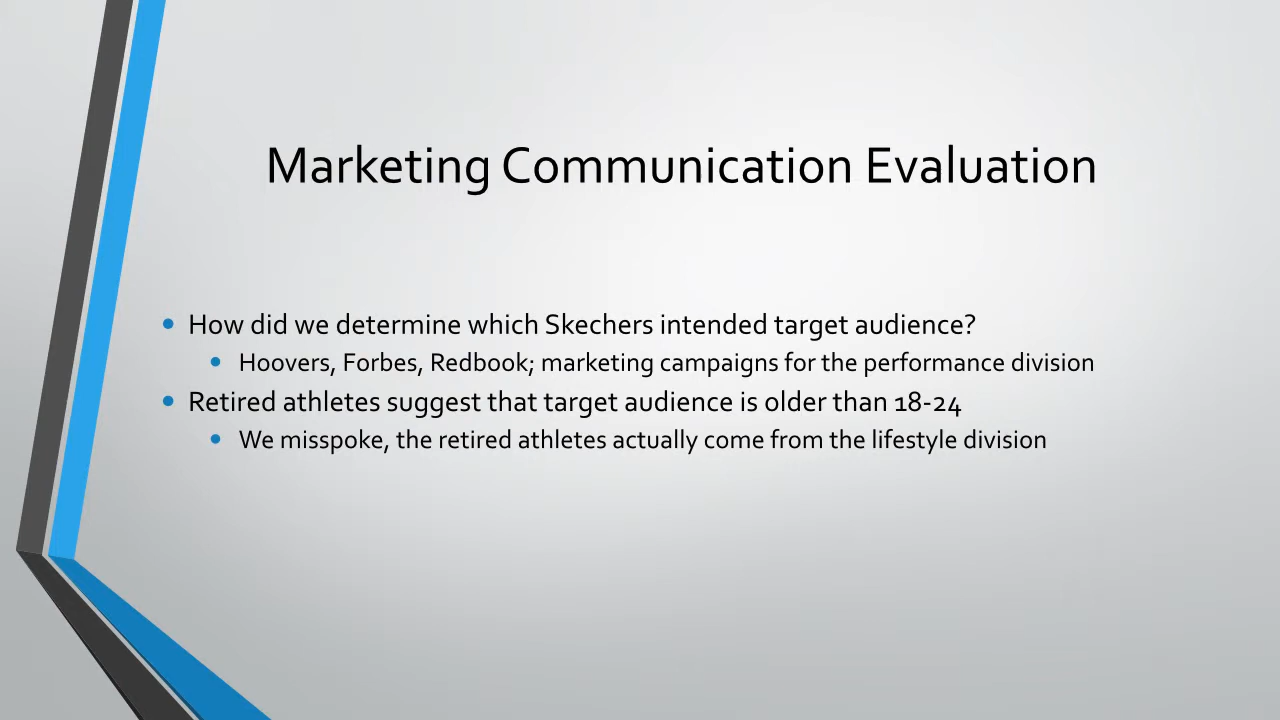 Marketing Communication Evaluation
• How did we determine which Skechers intended target audience?
• Hoovers, Forbes, Redbook; marketing campaigns for the performance division
• Retired athletes suggest that target audience is older than 18-24
• We misspoke, the retired athletes actually come from the lifestyle division